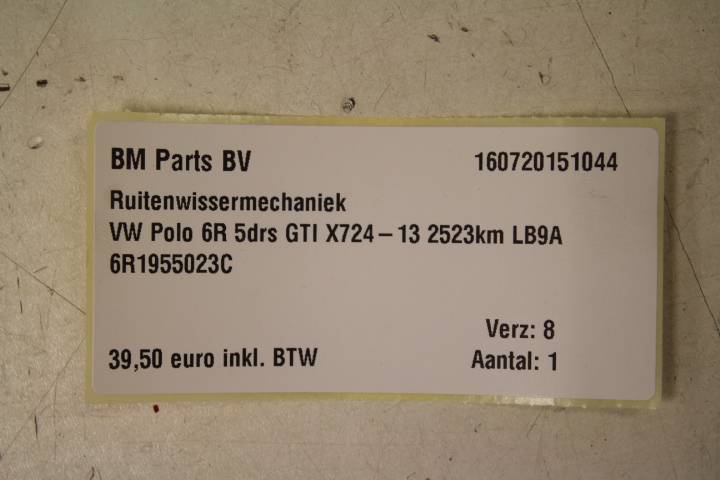 BM Parts BV 160720151044
Ruitenwissermechaniek
VW Polo 6R 5drs GTI X724-13 2523km LB9A
6R1955023C
Verz: 8
39,50 euro inkl. BTW Aantal: 1